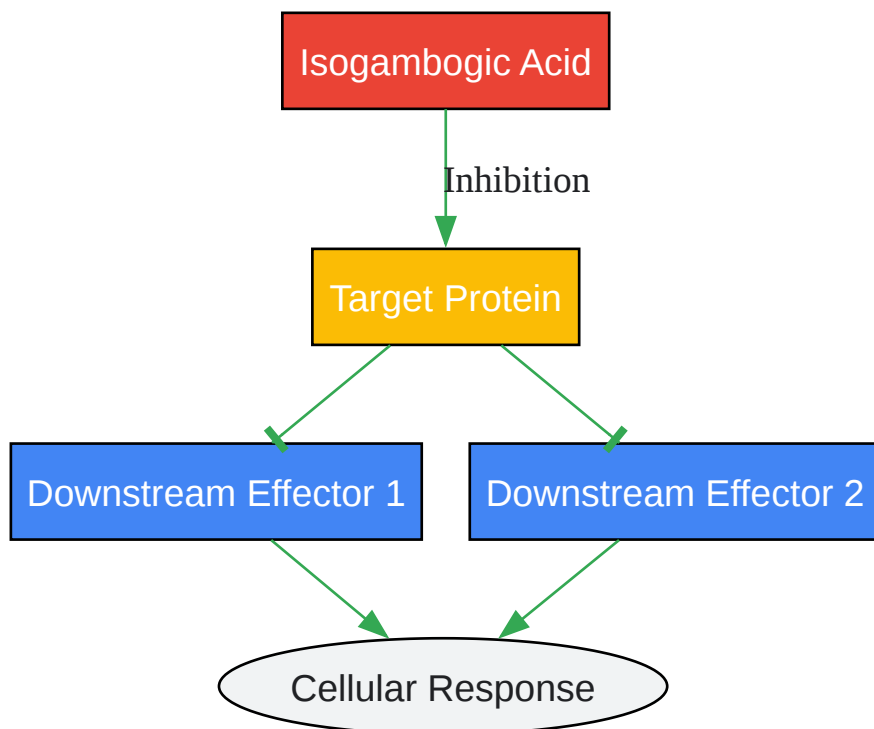 Isogambogic Acid
Inhibition
Target Protein
Downstream Effector 1
Downstream Effector 2
Cellular Response